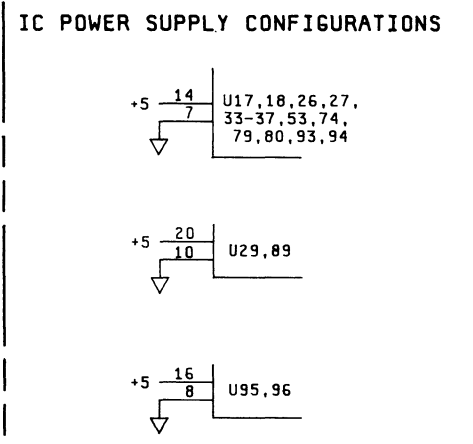 IC POWER SUPPLY CONFIGURATIONS
+5 14 U17,18,26,27,
7 33-37,53,74,
79,80,93,94
+5 20
10 U29,89
+5 16
8 U95,96